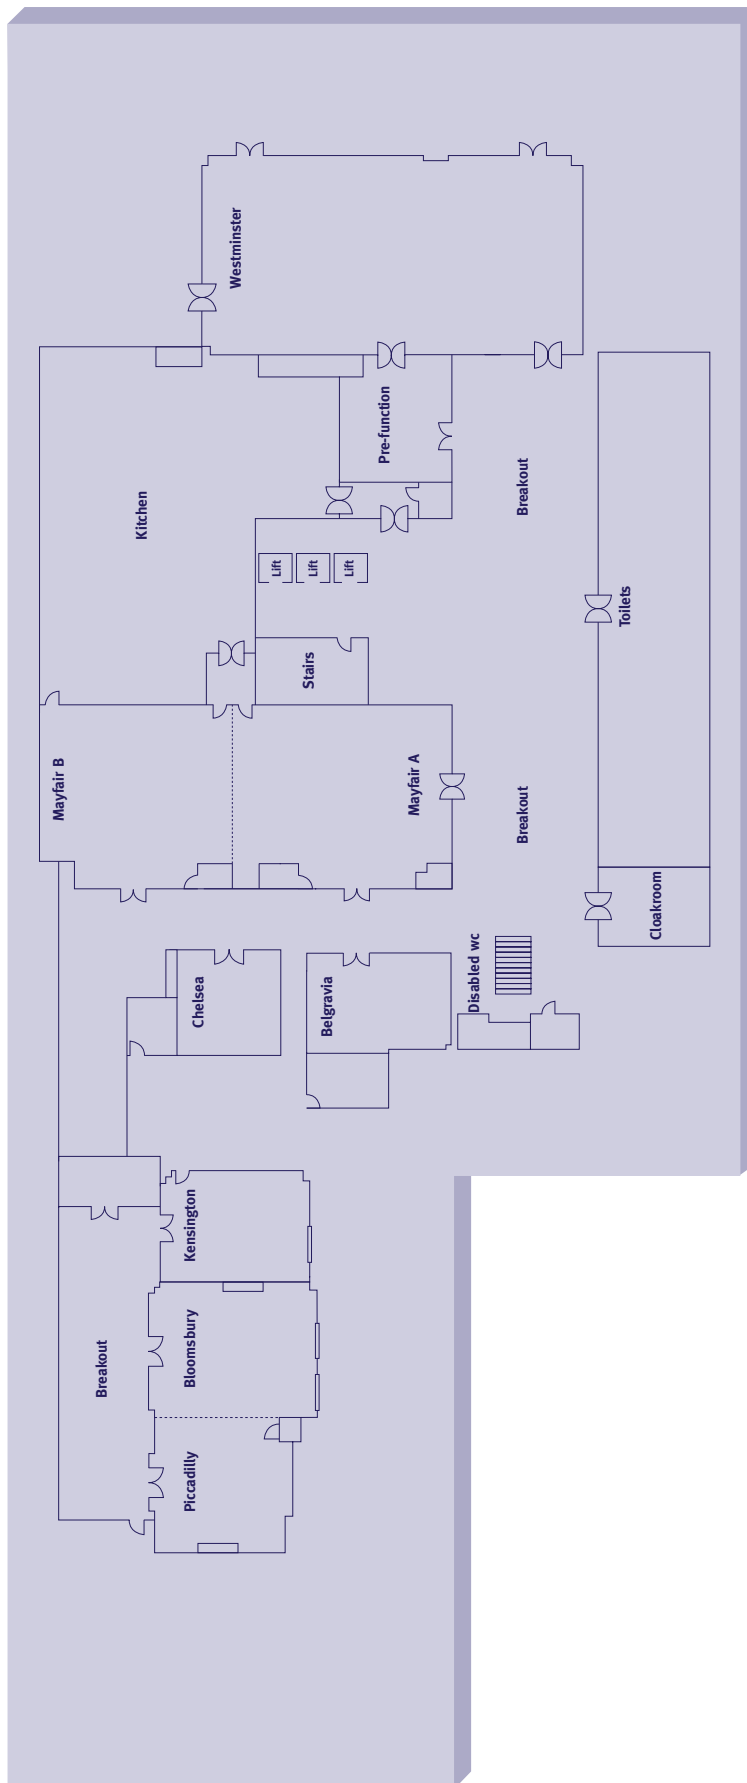 Westminster
Pre-function
Breakout
Kitchen
Lift
Lift
Lift
Toilets
Stairs
Mayfair B
Mayfair A
Breakout
Cloakroom
Disabled wc
Chelsea
Belgravia
Kensington
Bloomsbury
Breakout
Piccadilly